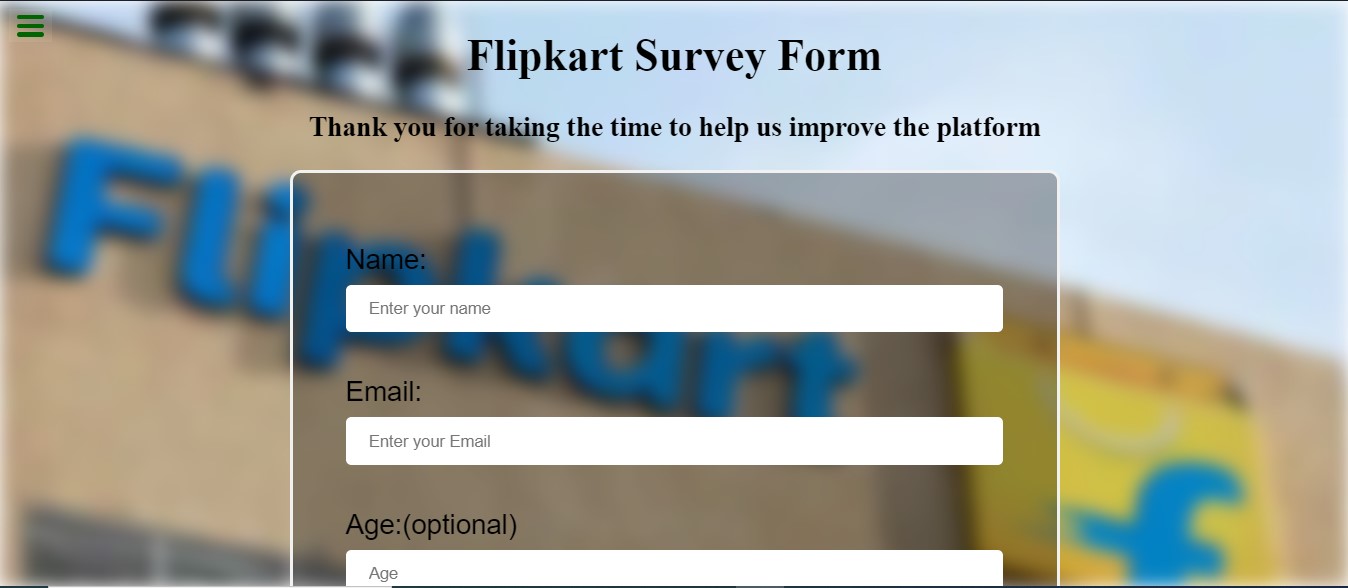 Flipkart Survey Form
Thank you for taking the time to help us improve the platform
Flipkart
Name:
Enter your name
Email:
Enter your Email
Age:(optional)
Age
f